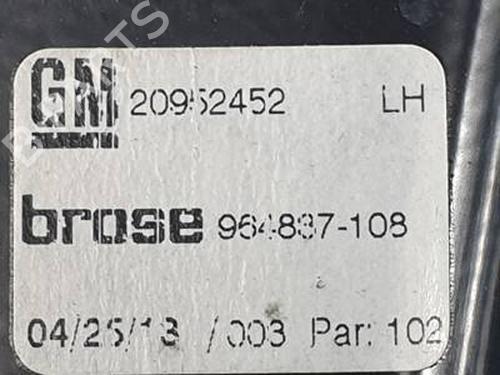 GM 20952452 LH
brose 964837-108
04/25/13 /003 Par: 102